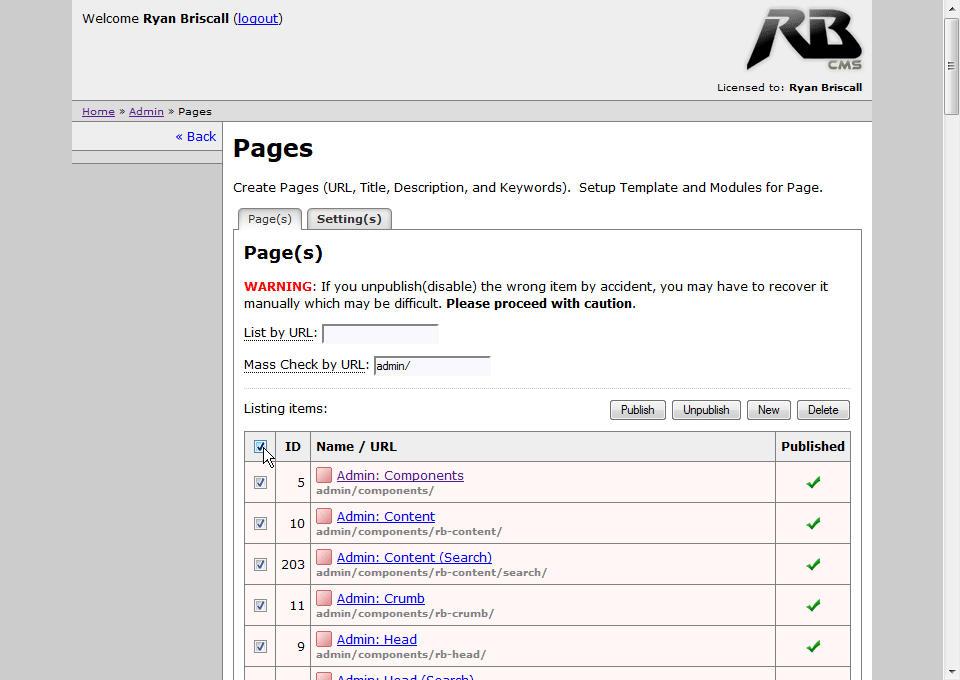 Welcome Ryan Briscall (logout)
RB
CMS
Licensed to: Ryan Briscall
Home » Admin » Pages
« Back
Pages
Create Pages (URL, Title, Description, and Keywords).  Setup Template and Modules for Page.
Page(s)
Setting(s)
Page(s)
WARNING: If you unpublish(disable) the wrong item by accident, you may have to recover it
manually which may be difficult. Please proceed with caution.
List by URL:
Mass Check by URL: admin/
Listing items:
Publish Unpublish New Delete
ID Name / URL Published
5 Admin: Components
admin/components/
10 Admin: Content
admin/components/rb-content/
203 Admin: Content (Search)
admin/components/rb-content/search/
11 Admin: Crumb
admin/components/rb-crumb/
9 Admin: Head
admin/components/rb-head/
Admin: Head (Search)